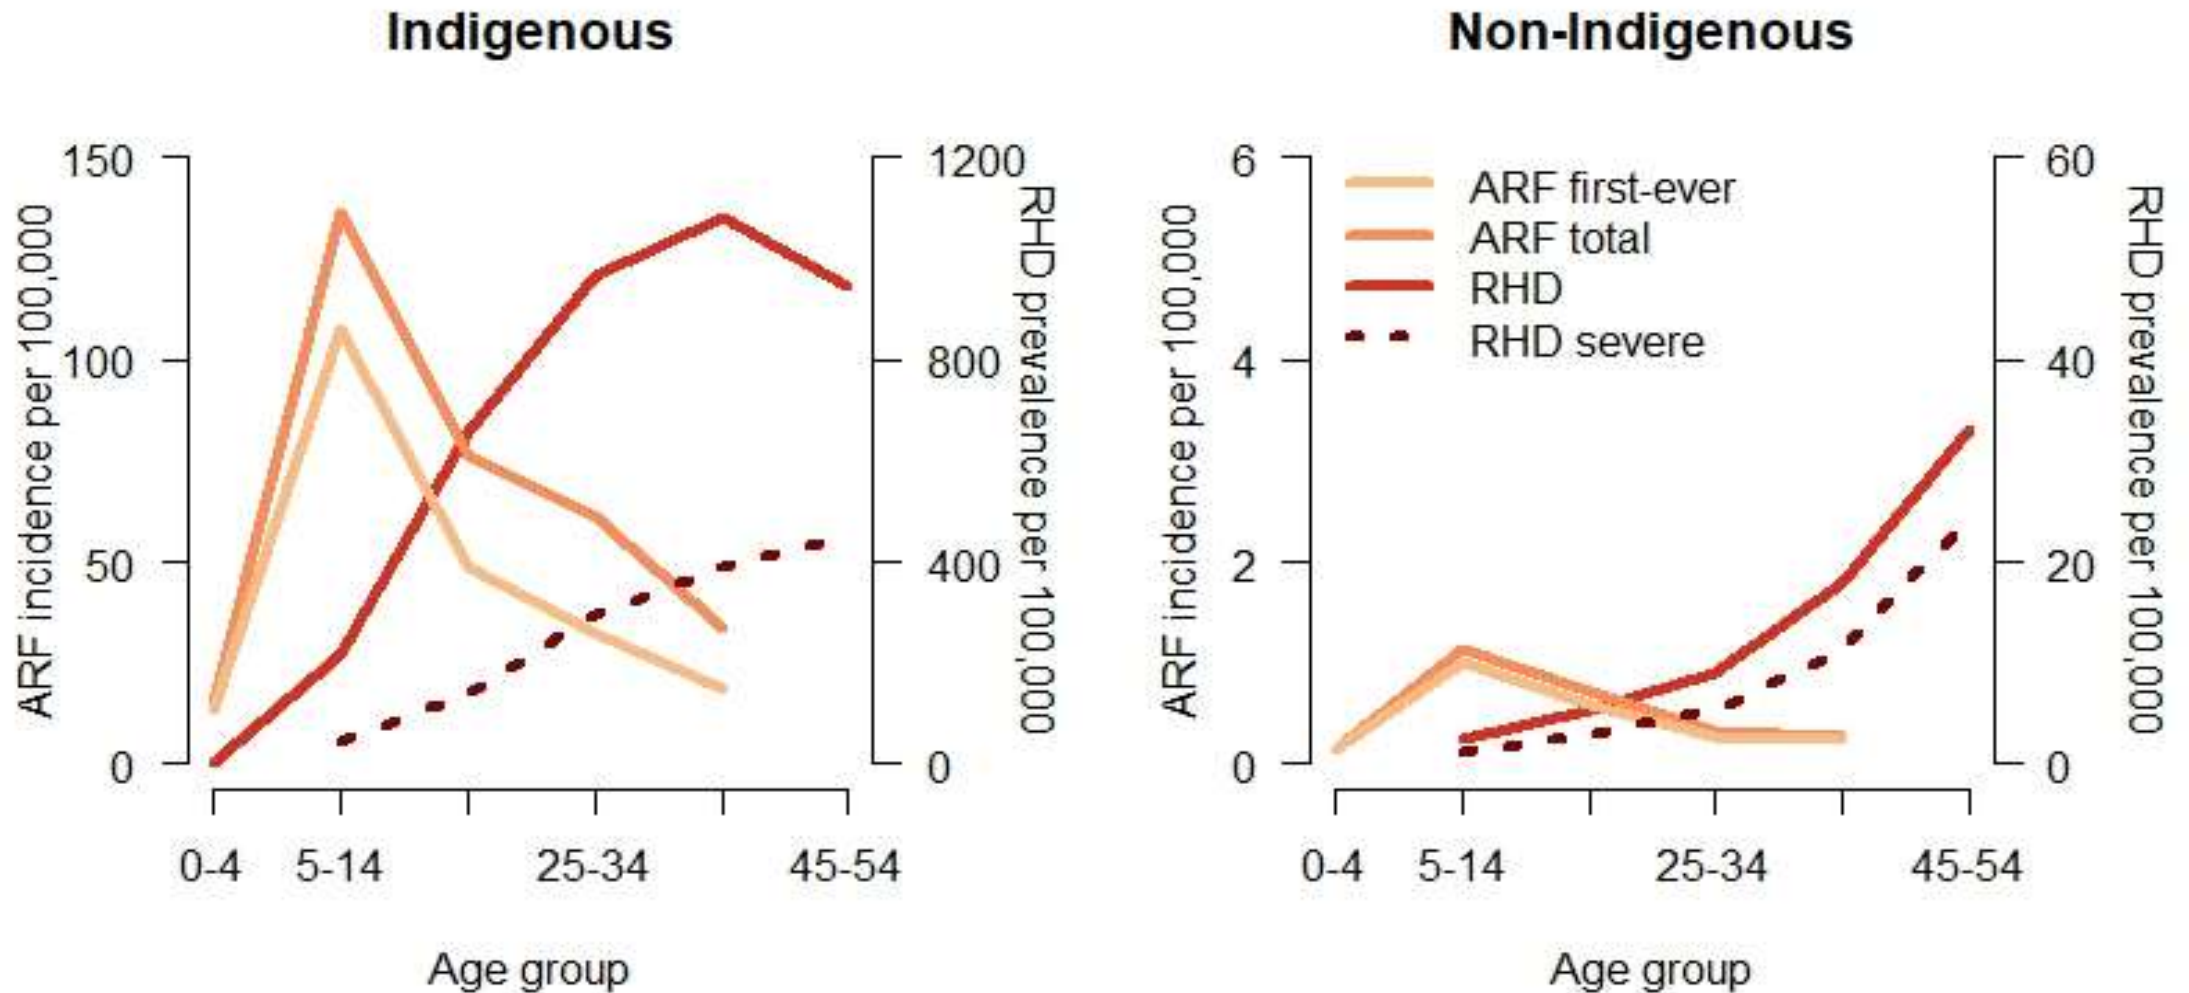 Indigenous
150
100
50
0
ARF incidence per 100,000
1200
800
400
0
RHD prevalence per 100,000
0-4 5-14 25-34 45-54
Age group
Non-Indigenous
6
4
2
0
ARF incidence per 100,000
ARF first-ever
ARF total
RHD
RHD severe
60
40
20
0
RHD prevalence per 100,000
0-4 5-14 25-34 45-54
Age group